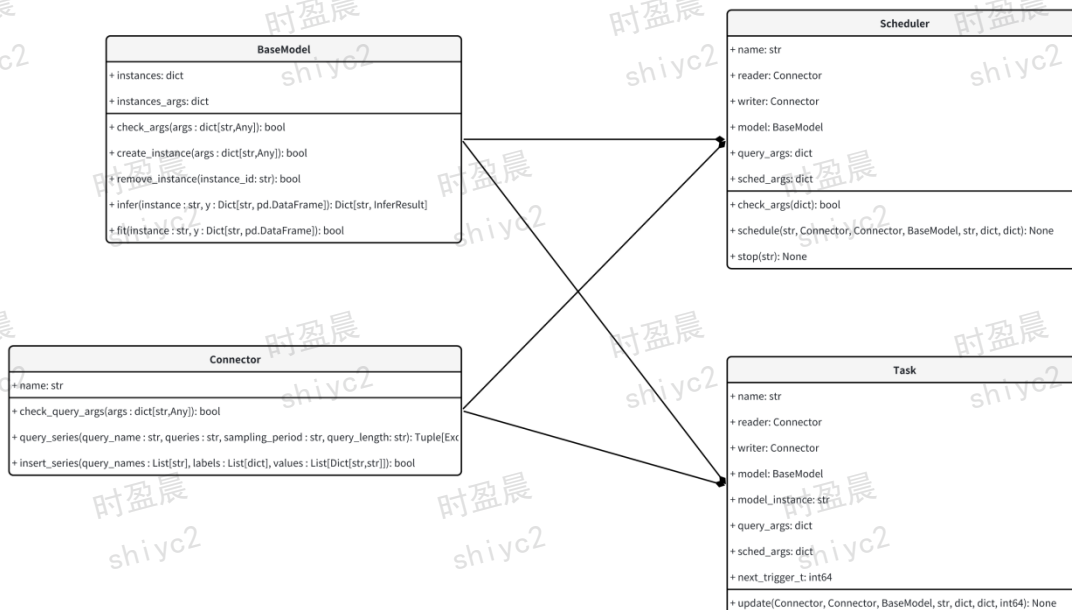 BaseModel
+ instances: dict
+ instances_args: dict
+ check_args(args : dict[str,Any]): bool
+ create_instance(args : dict[str,Any]): bool
+ remove_instance(instance_id: str): bool
+ infer(instance : str, y : Dict[str, pd.DataFrame]): Dict[str, InferResult]
+ fit(instance : str, y : Dict[str, pd.DataFrame]): bool
Connector
+ name: str
+ check_query_args(args : dict[str,Any]): bool
+ query_series(query_name : str, queries : str, sampling_period : str, query_length: str): Tuple[Exc
+ insert_series(query_names : List[str], labels : List[dict], values : List[Dict[str,str]]): bool
Scheduler
+ name: str
+ reader: Connector
+ writer: Connector
+ model: BaseModel
+ query_args: dict
+ sched_args: dict
+ check_args(dict): bool
+ schedule(str, Connector, Connector, BaseModel, str, dict, dict): None
+ stop(str): None
Task
+ name: str
+ reader: Connector
+ writer: Connector
+ model: BaseModel
+ model_instance: str
+ query_args: dict
+ sched_args: dict
+ next_trigger_t: int64
+ update(Connector, Connector, BaseModel, str, dict, dict, int64): None
时盈晨
shiyc2